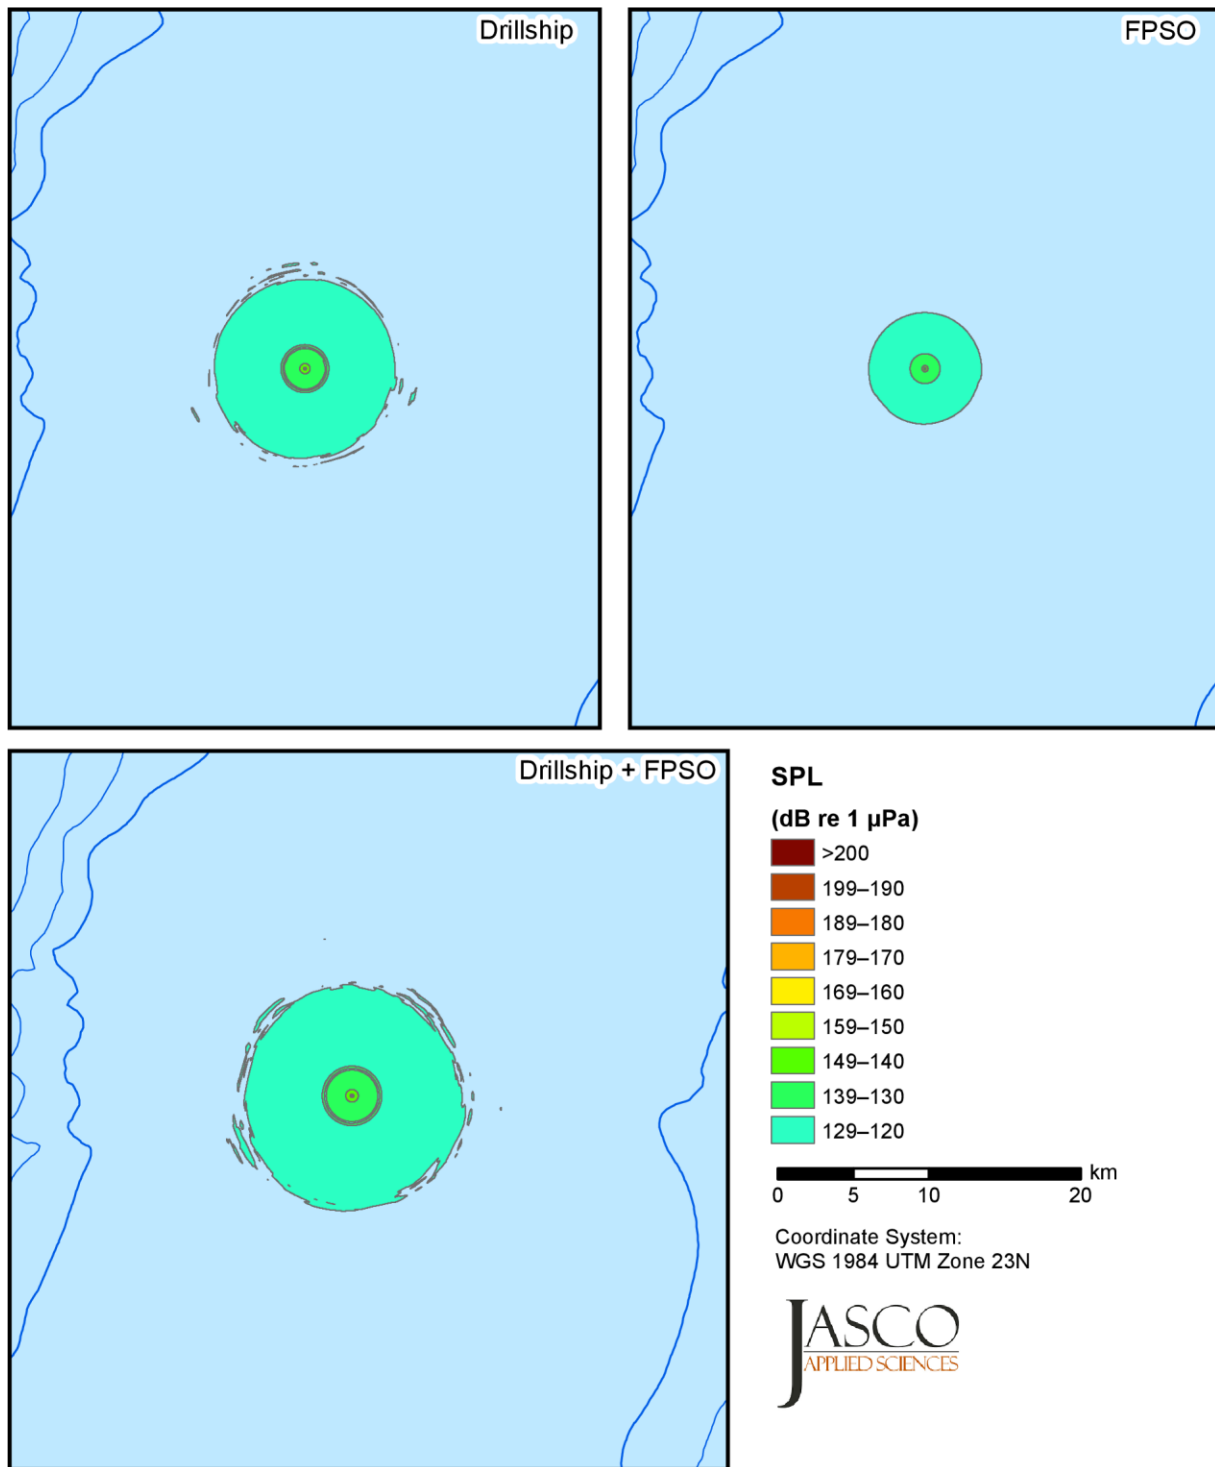 Drillship
FPSO
Drillship + FPSO
SPL
(dB re 1 µPa)
>200
199–190
189–180
179–170
169–160
159–150
149–140
139–130
129–120
km
0 5 10 20
Coordinate System:
WGS 1984 UTM Zone 23N
JASCO
APPLIED SCIENCES